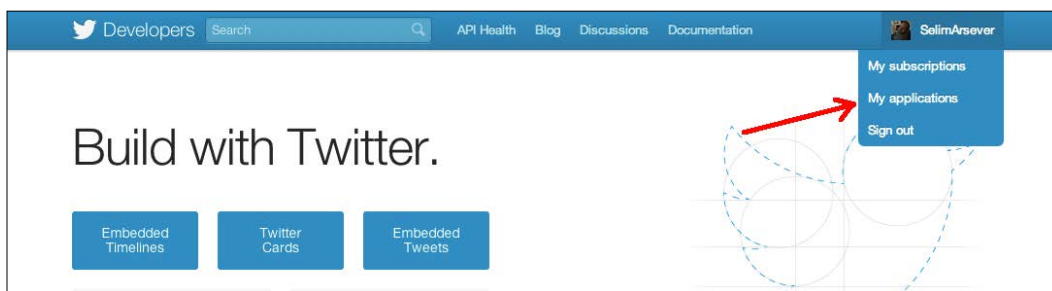 Developers Search API Health Blog Discussions Documentation SelimArsever
My subscriptions
My applications
Sign out
Build with Twitter.
Embedded
Timelines
Twitter
Cards
Embedded
Tweets